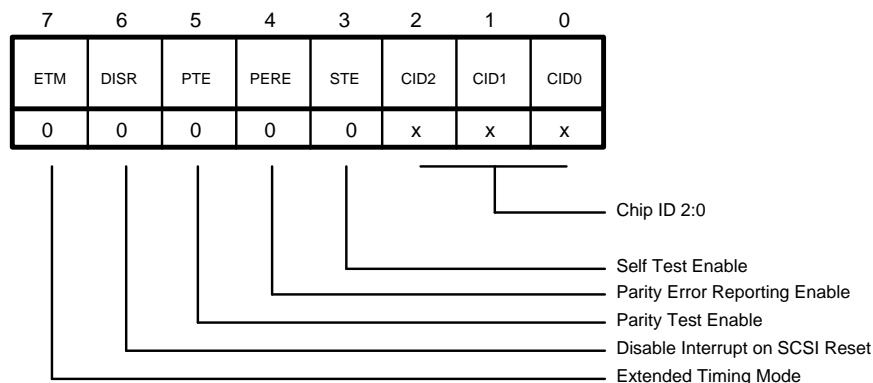 7 6 5 4 3 2 1 0
ETM DISR PTE PERE STE CID2 CID1 CID0
0 0 0 0 0 x x x
Chip ID 2:0
Self Test Enable
Parity Error Reporting Enable
Parity Test Enable
Disable Interrupt on SCSI Reset
Extended Timing Mode